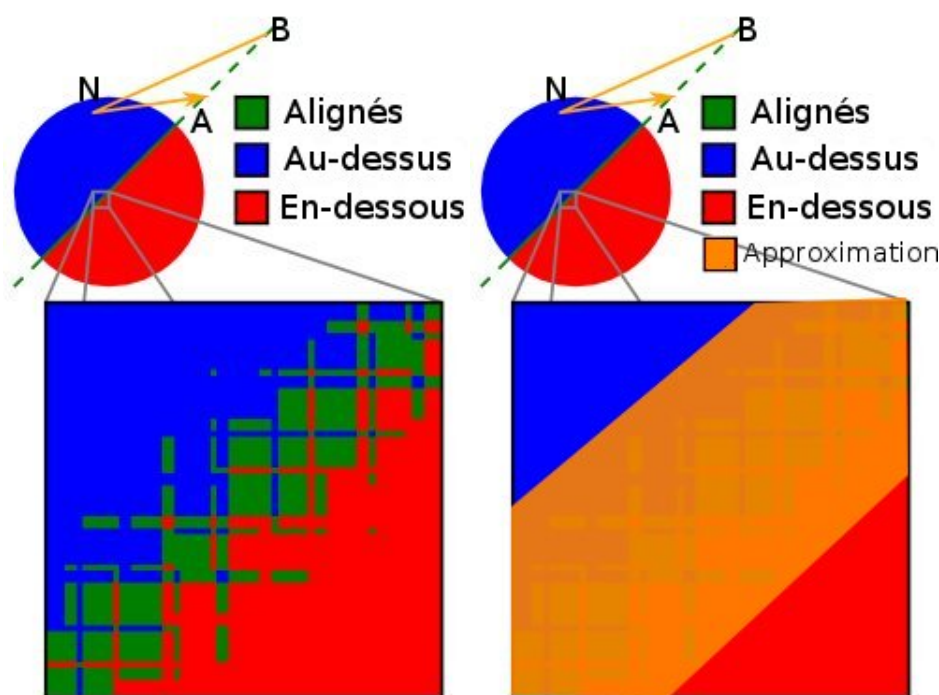 B
N
A
Alignés
Au-dessus
En-dessous
B
N
A
Alignés
Au-dessus
En-dessous
Approximation